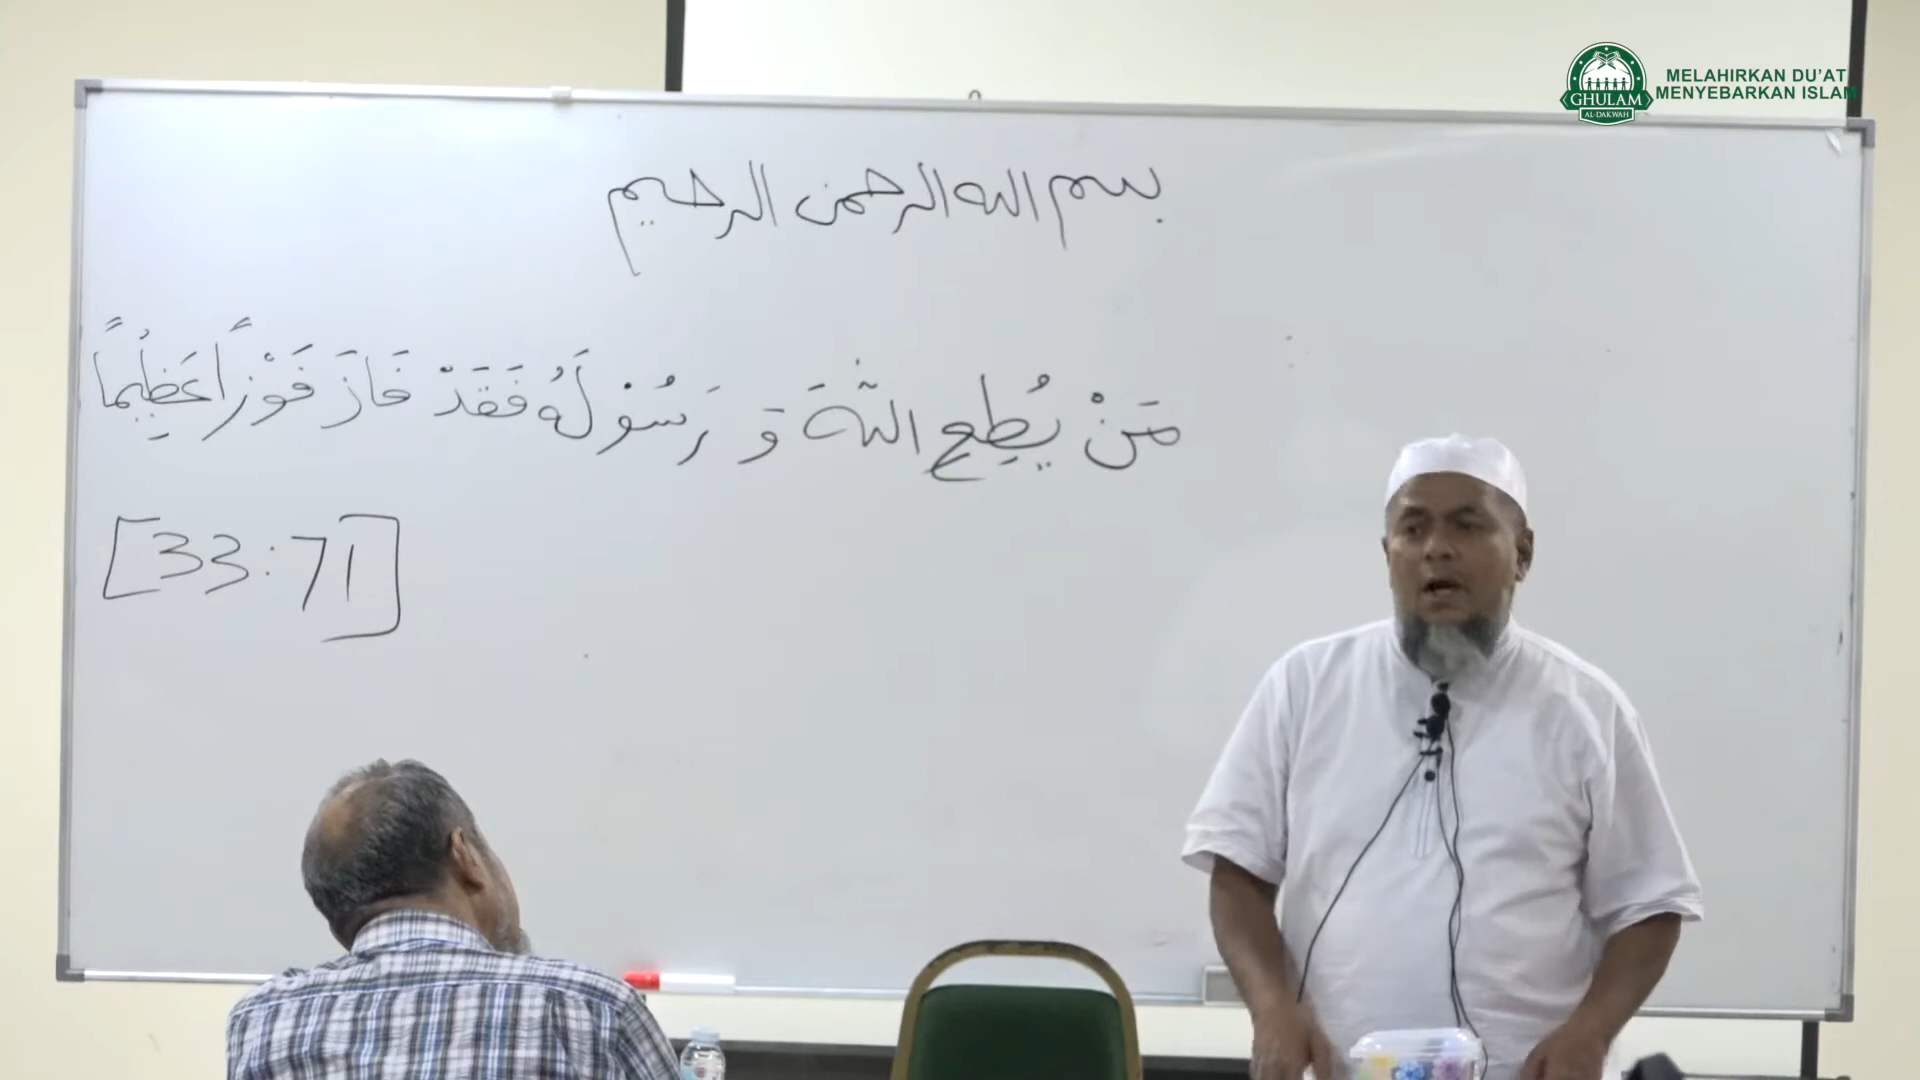 MELAHIRKAN DU'AT
MENYEBARKAN ISLAM
GHULAM
AL-DAKWAH
بسم الله الرحمن الرحيم
مَنْ يُطِعِ اللَّهَ وَ رَسُوْلَهُ فَقَدْ فَازَ فَوْزًا عَظِيْمًا
[33:71]